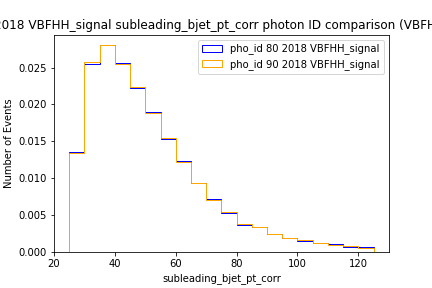 2018 VBFHH_signal subleading_bjet_pt_corr photon ID comparison (VBFH
pho_id 80 2018 VBFHH_signal
pho_id 90 2018 VBFHH_signal
Number of Events
0.025
0.020
0.015
0.010
0.005
0.000
20 40 60 80 100 120
subleading_bjet_pt_corr